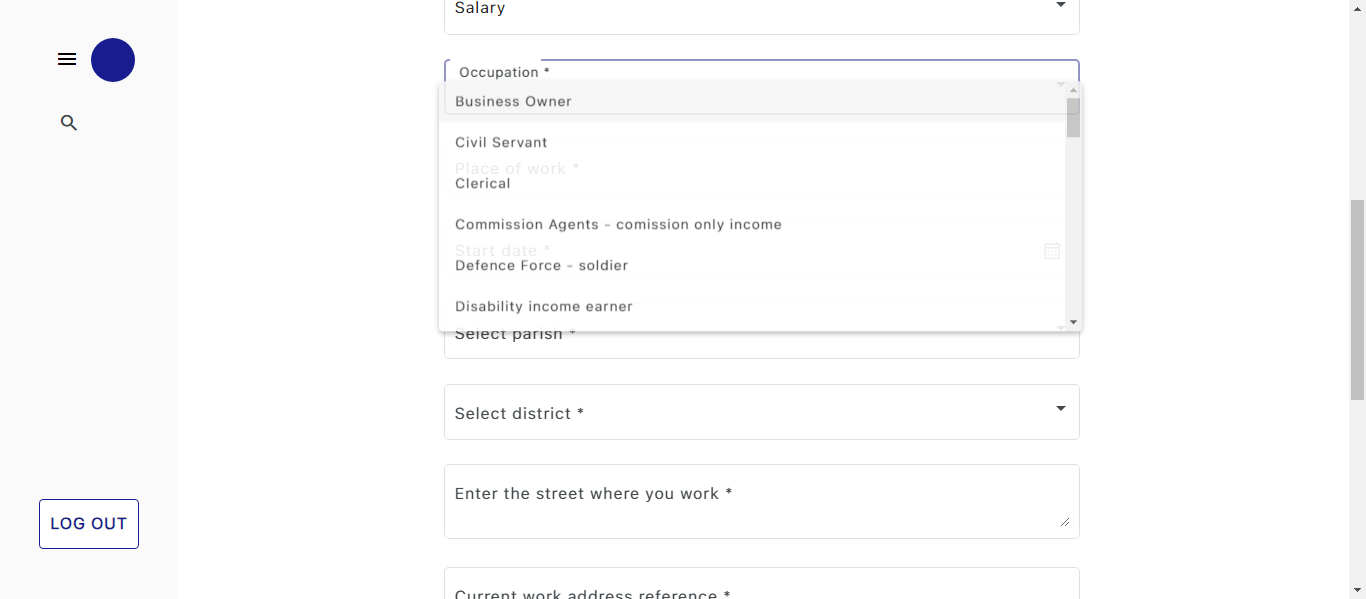 Salary
Occupation *
Business Owner
Civil Servant
Place of work *
Clerical
Commission Agents - comission only income
Start date *
Defence Force - soldier
Disability income earner
Select parish *
Select district *
Enter the street where you work *
LOG OUT
Current work address reference *